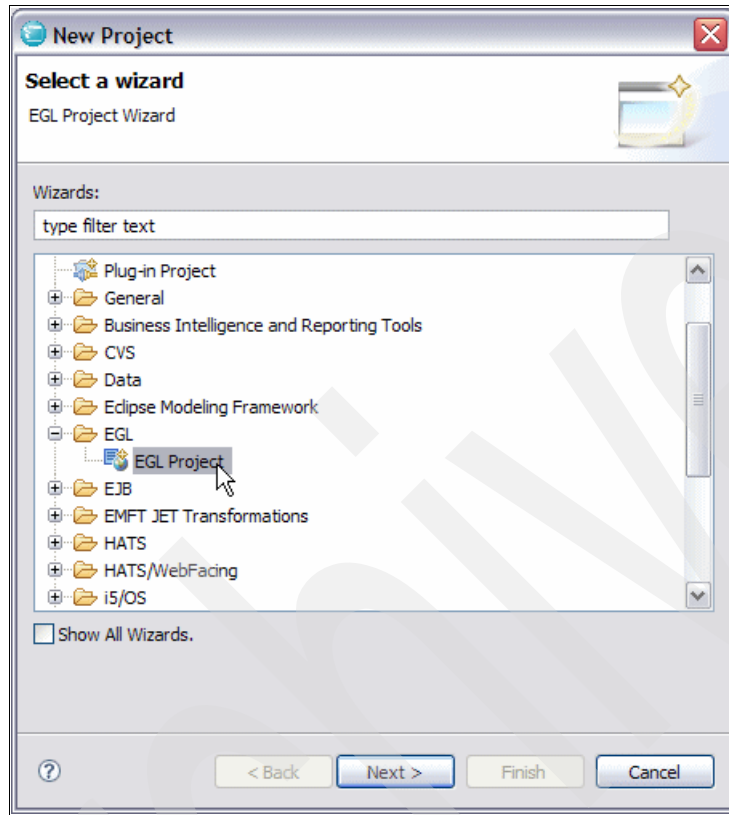 New Project
Select a wizard
EGL Project Wizard
Wizards:
type filter text
Plug-in Project
General
Business Intelligence and Reporting Tools
CVS
Data
Eclipse Modeling Framework
EGL
EGL Project
EJB
EMFT JET Transformations
HATS
HATS/WebFacing
i5/OS
Show All Wizards.
? < Back Next > Finish Cancel